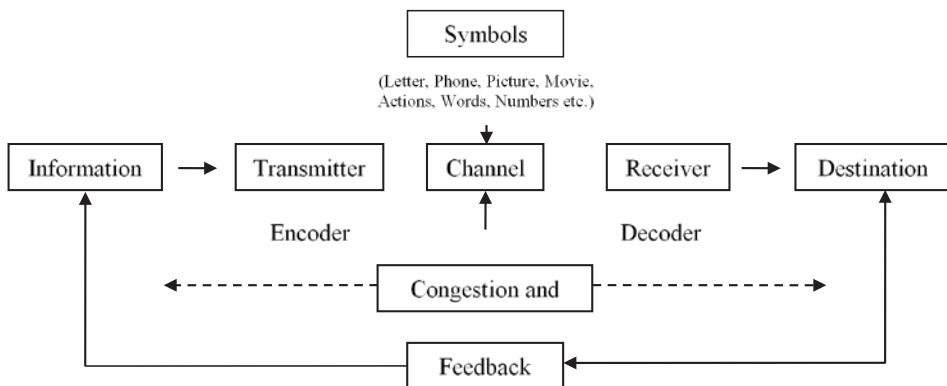 Symbols
(Letter, Phone, Picture, Movie,
Actions, Words, Numbers etc.)
Information
Transmitter
Channel
Receiver
Destination
Encoder
Decoder
Congestion and
Feedback